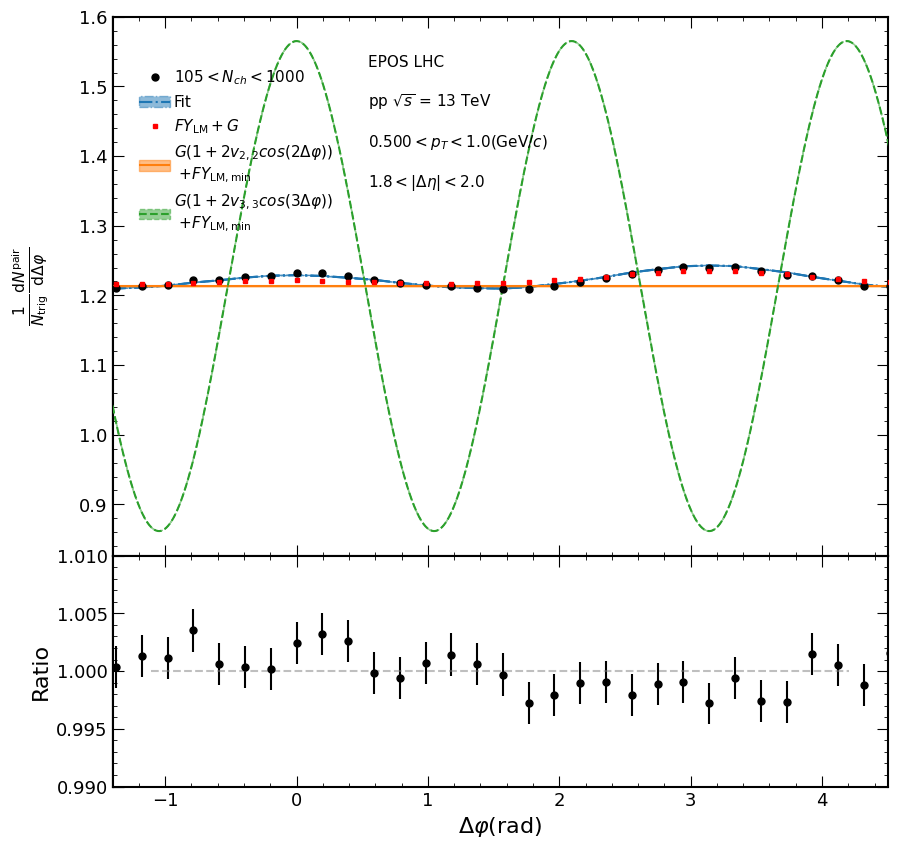 1.6
1.5
1.4
1.3
1.2
1.1
1.0
0.9
1/N_trig dN^pair/dΔφ
105 < N_ch < 1000
Fit
FY_LM + G
G(1 + 2v_2,2cos(2Δφ))
+FY_LM,min
G(1 + 2v_3,3cos(3Δφ))
+FY_LM,min
EPOS LHC
pp √s = 13 TeV
0.500 < p_T < 1.0(GeV/c)
1.8 < |Δη| < 2.0
1.010
1.005
1.000
0.995
0.990
Ratio
−1 0 1 2 3 4
Δφ(rad)